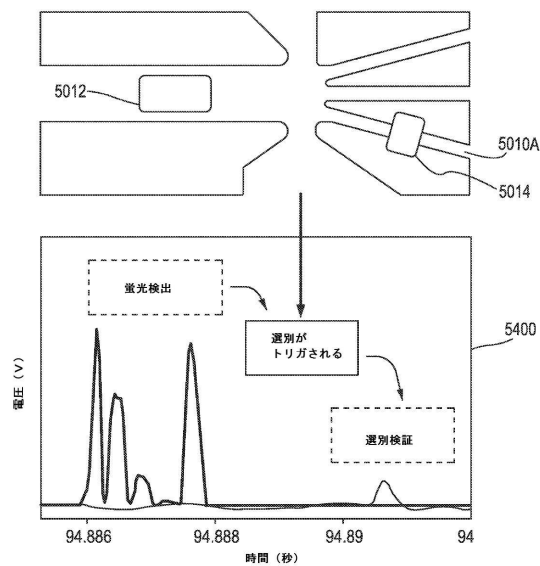 5012
5010A
5014
5400
蛍光検出
選別が
トリガされる
選別検証
電圧（V）
94.886
94.888
94.89
94
時間（秒）